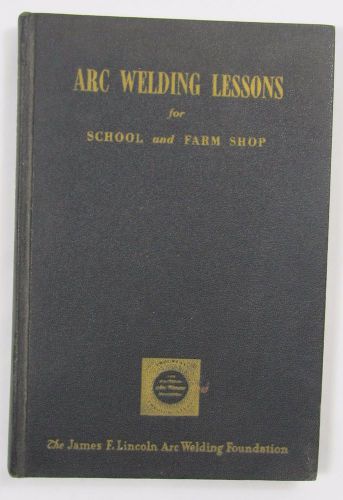 ARC WELDING LESSONS
for
SCHOOL and FARM SHOP
The James F. Lincoln Arc Welding Foundation